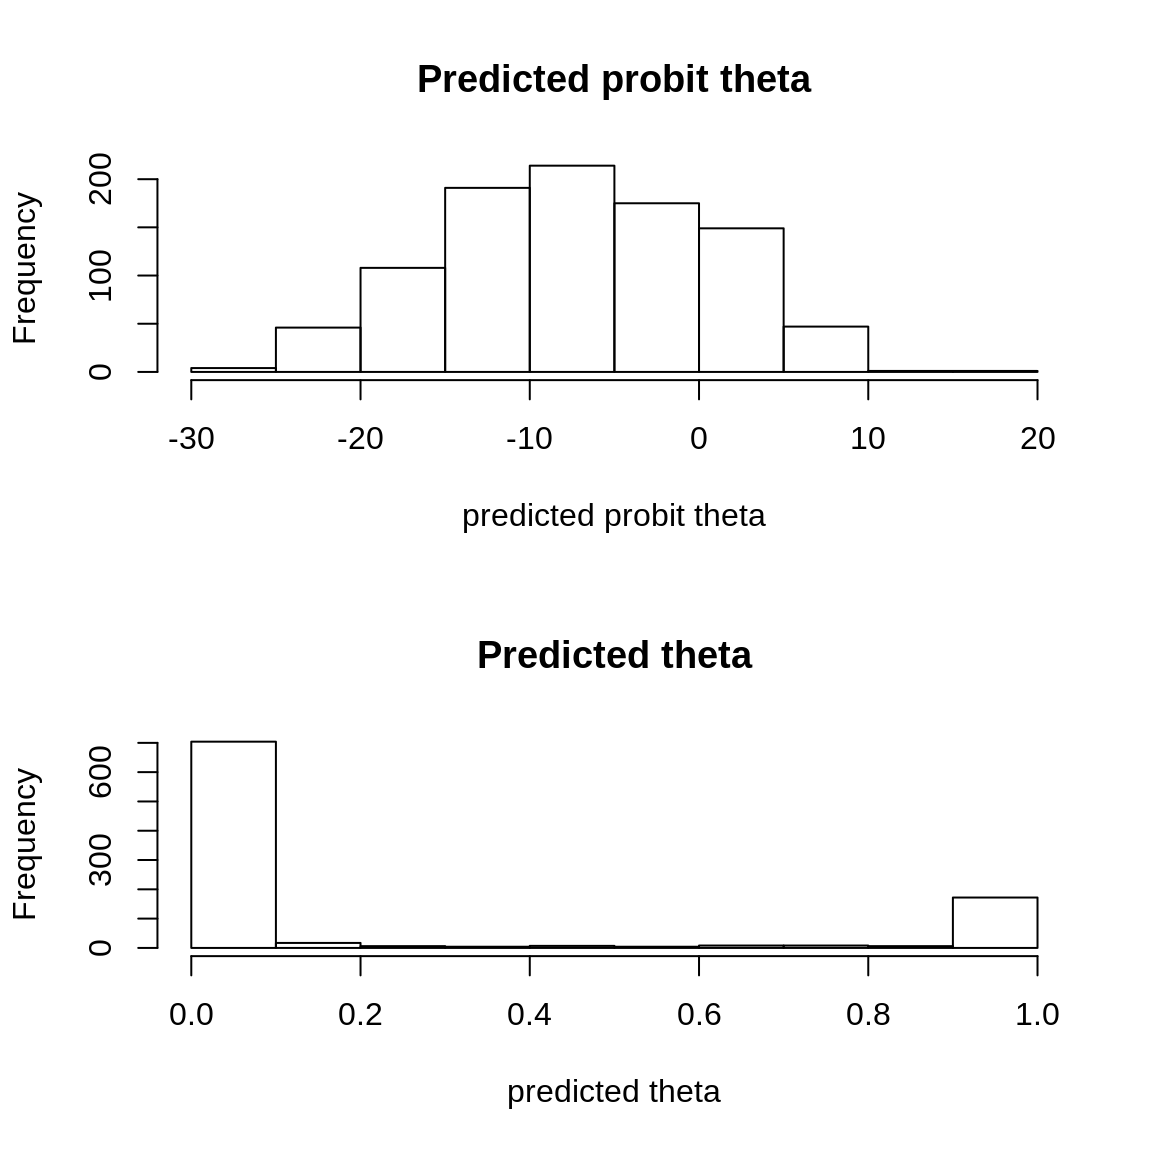 Predicted probit theta
Frequency
0 100 200
-30 -20 -10 0 10 20
predicted probit theta
Predicted theta
Frequency
0 300 600
0.0 0.2 0.4 0.6 0.8 1.0
predicted theta